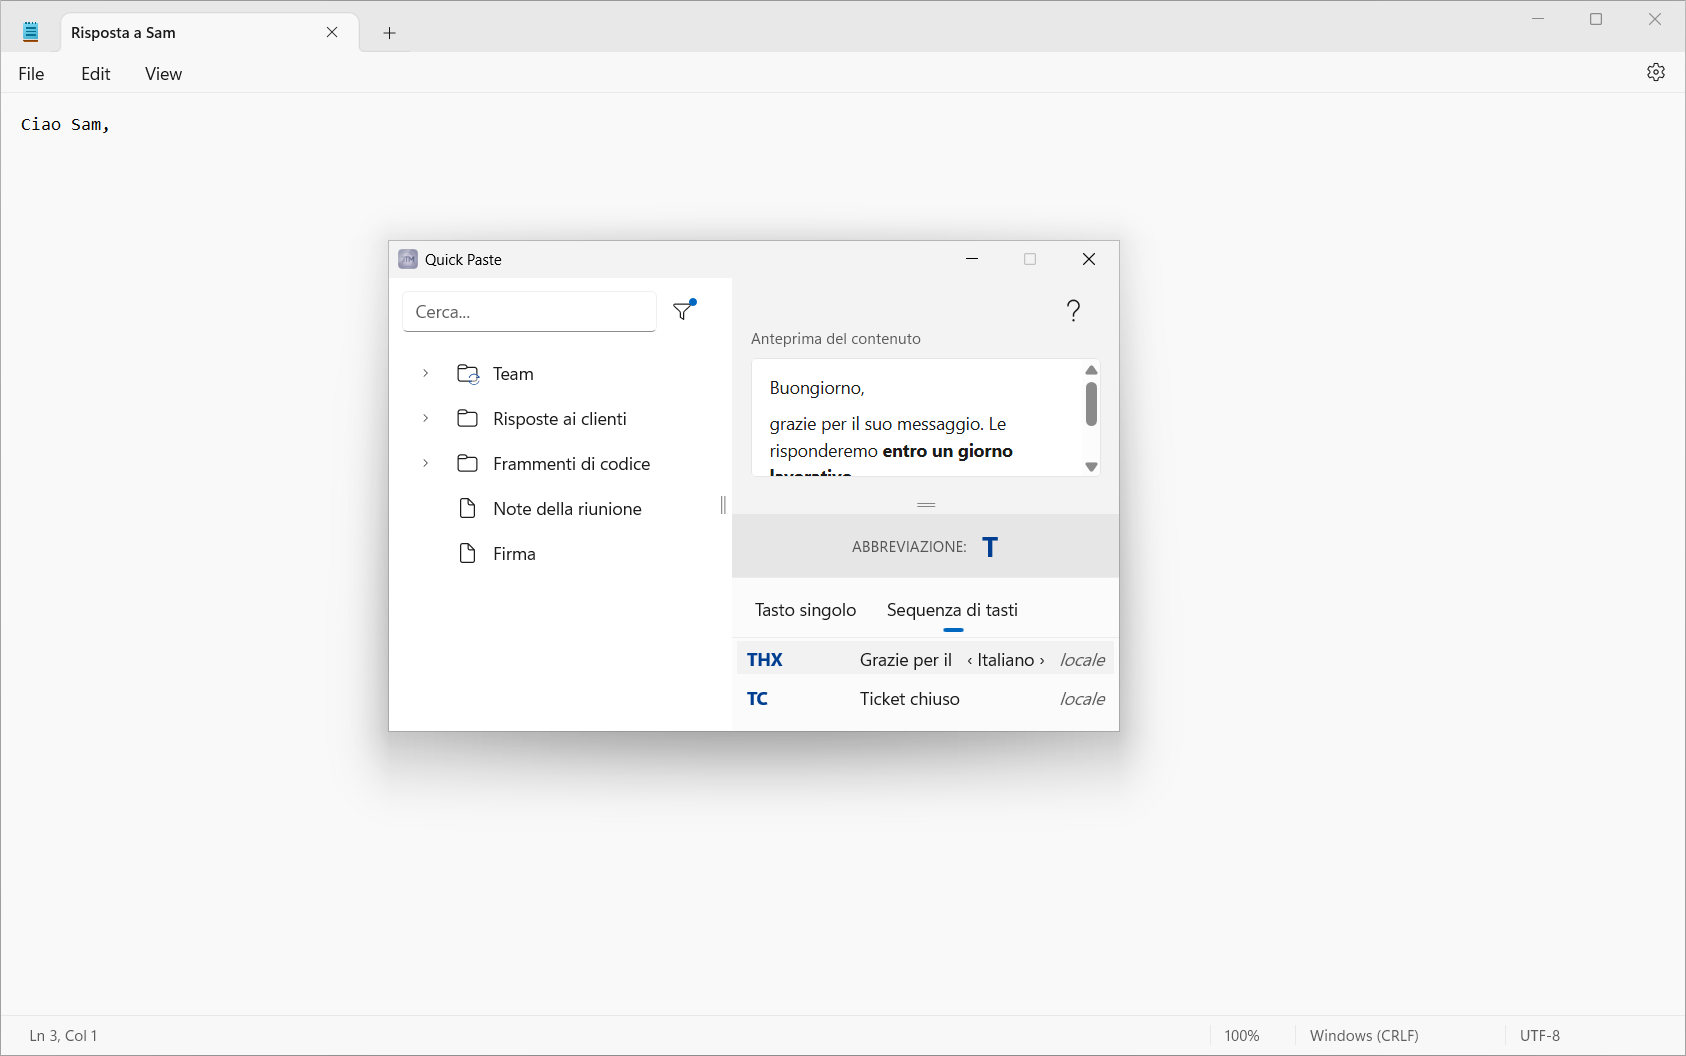 Risposta a Sam
File Edit View
Ciao Sam,
Quick Paste
Cerca...
Team
Risposte ai clienti
Frammenti di codice
Note della riunione
Firma
Anteprima del contenuto
Buongiorno,
grazie per il suo messaggio. Le
risponderemo entro un giorno
lavorativo
ABBREVIAZIONE: T
Tasto singolo Sequenza di tasti
THX Grazie per il ‹ Italiano › locale
TC Ticket chiuso locale
Ln 3, Col 1 100% Windows (CRLF) UTF-8